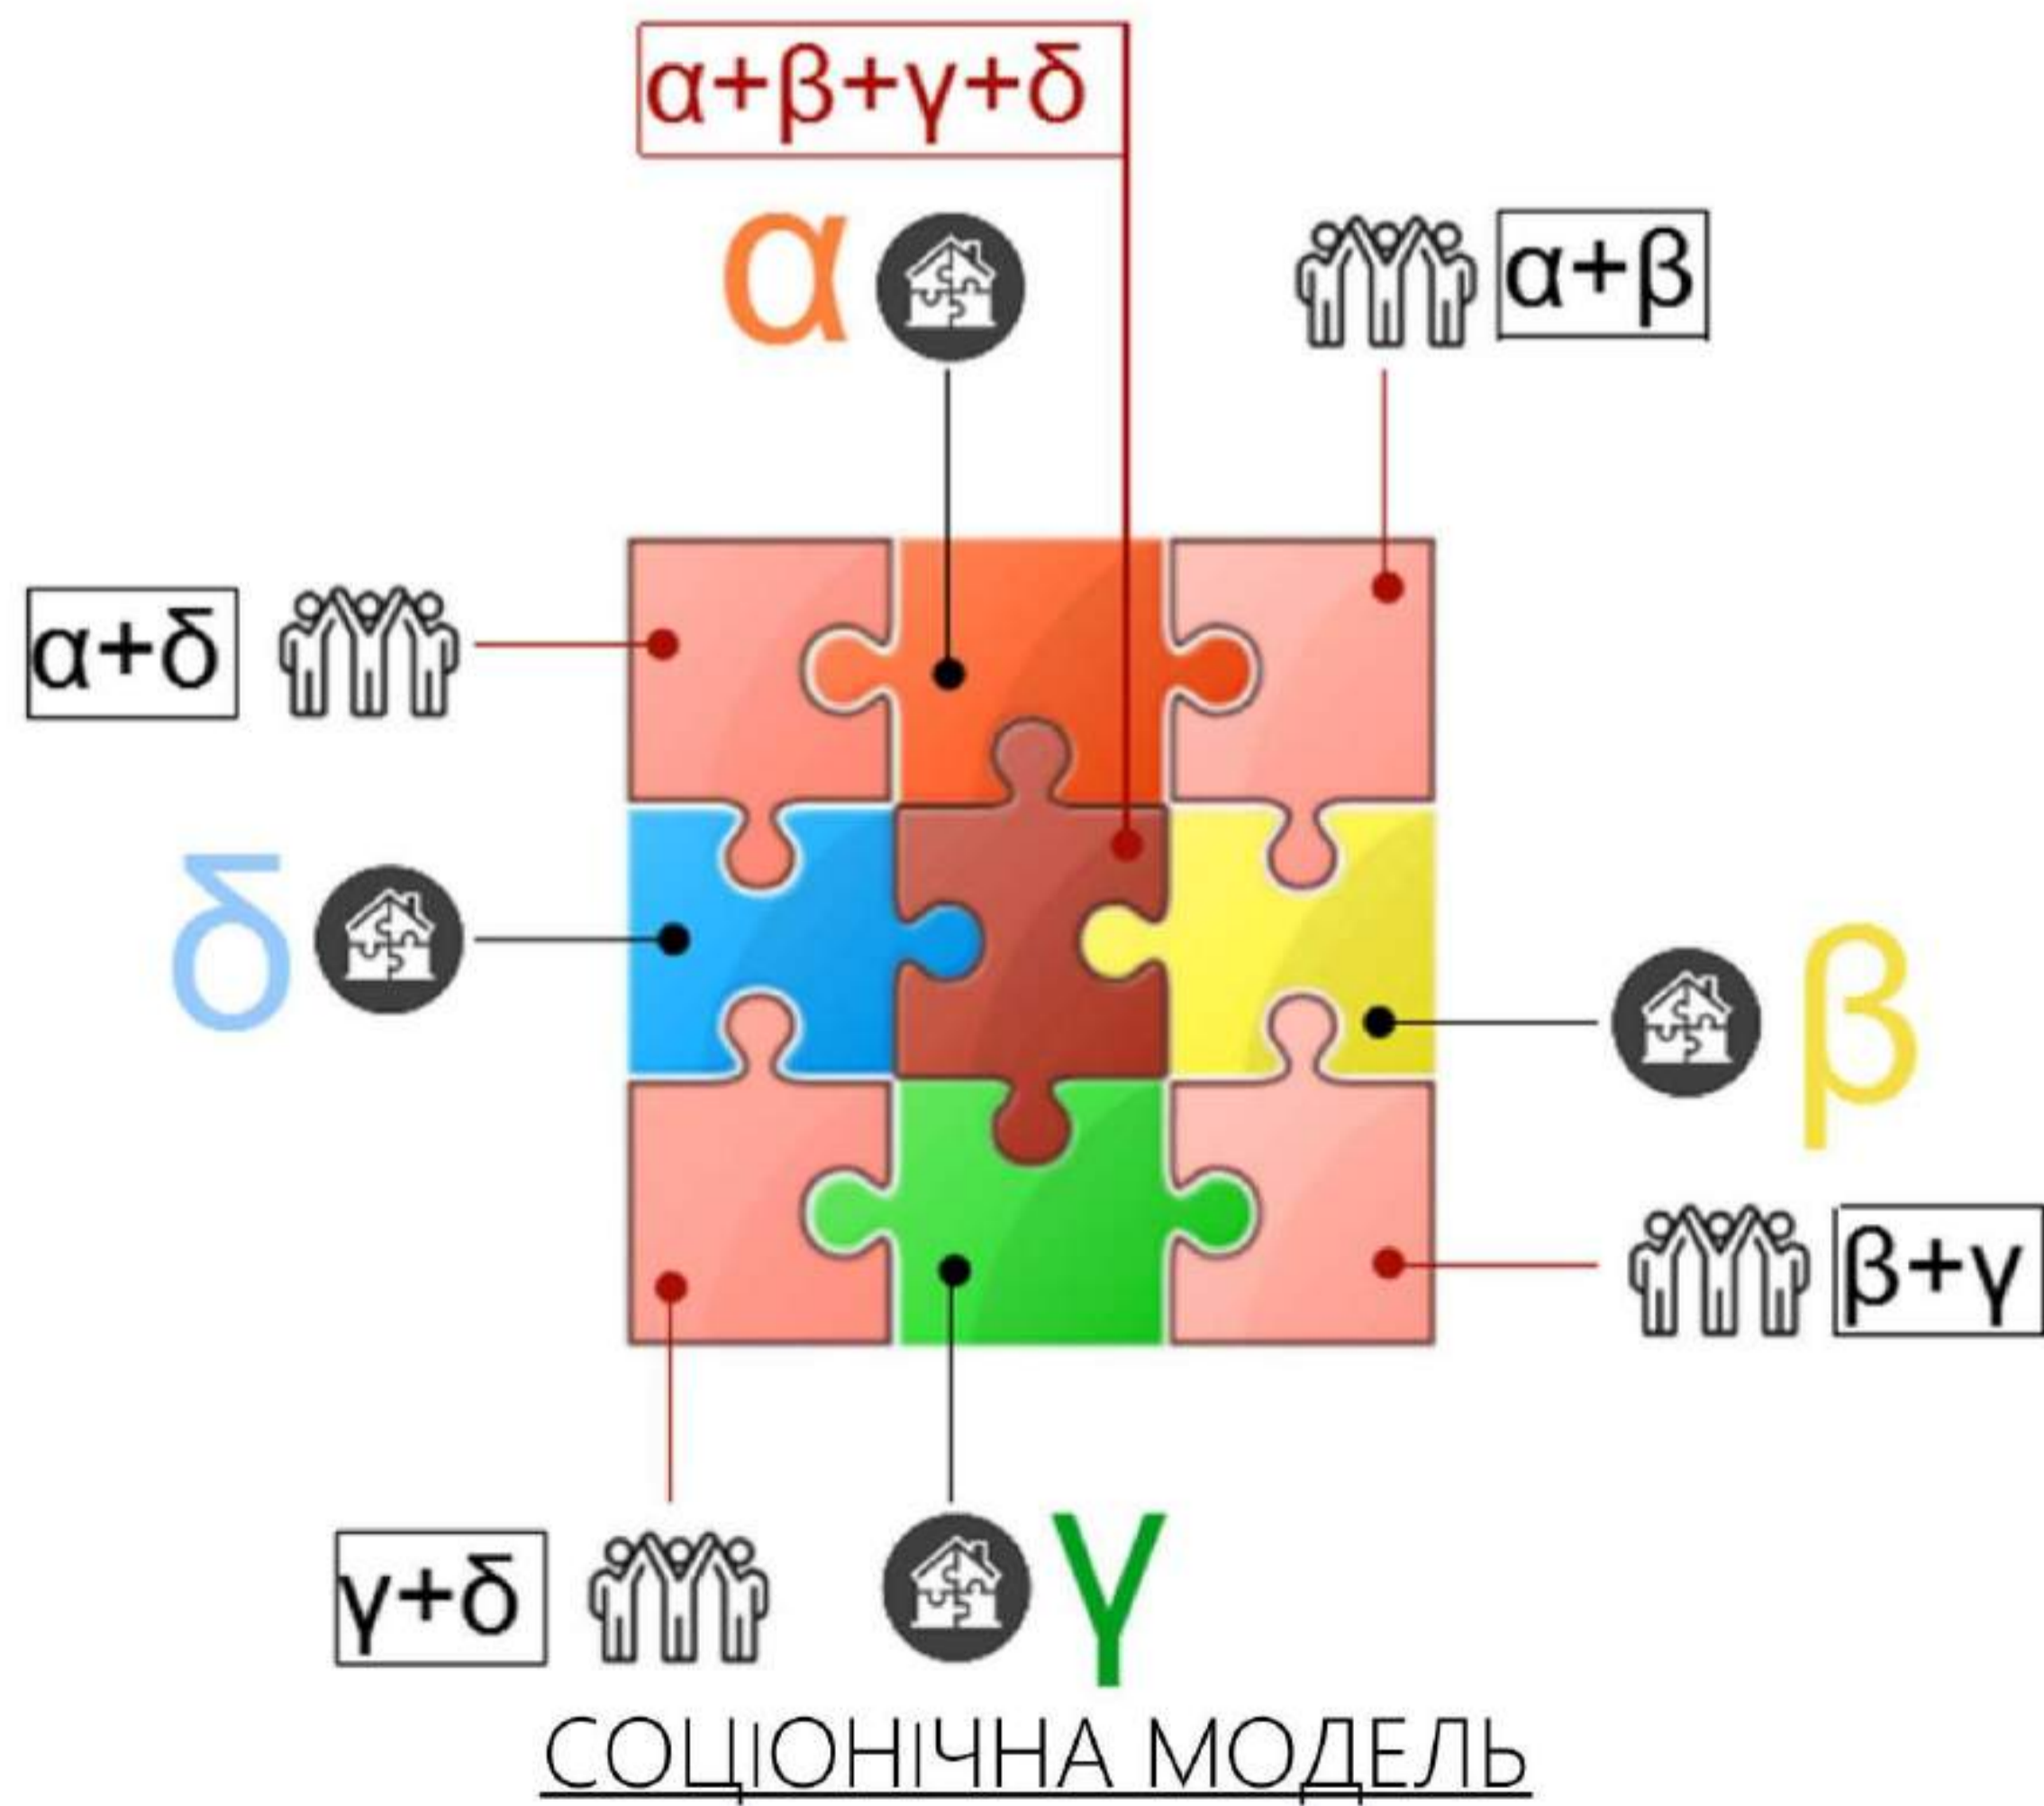 α+β+γ+δ
α
α+β
α+δ
δ
β
β+γ
γ+δ
γ
СОЦІОНІЧНА МОДЕЛЬ